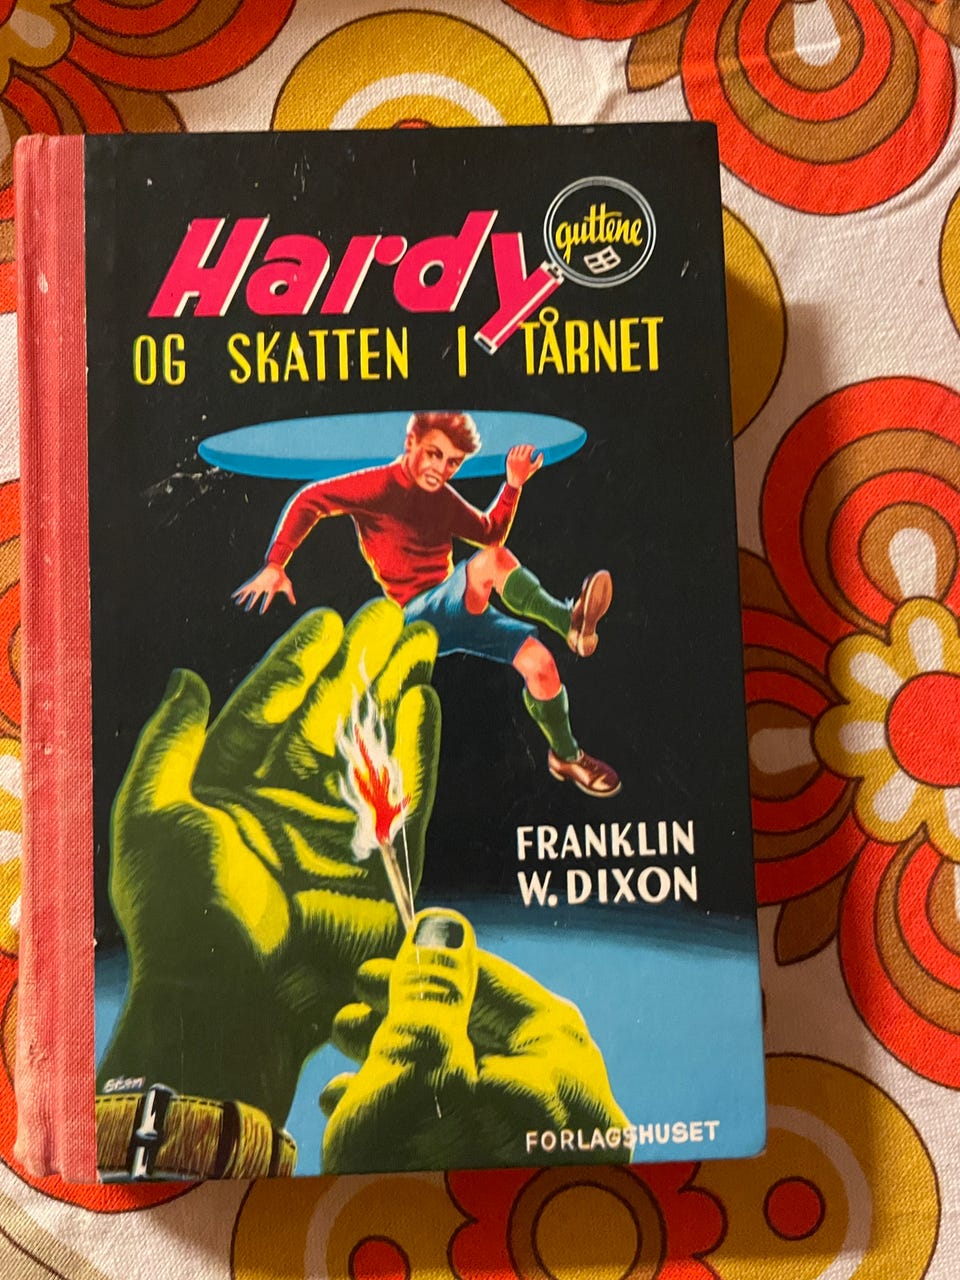 Hardy
guttene
OG SKATTEN I TÅRNET
FRANKLIN
W. DIXON
FORLAGSHUSET